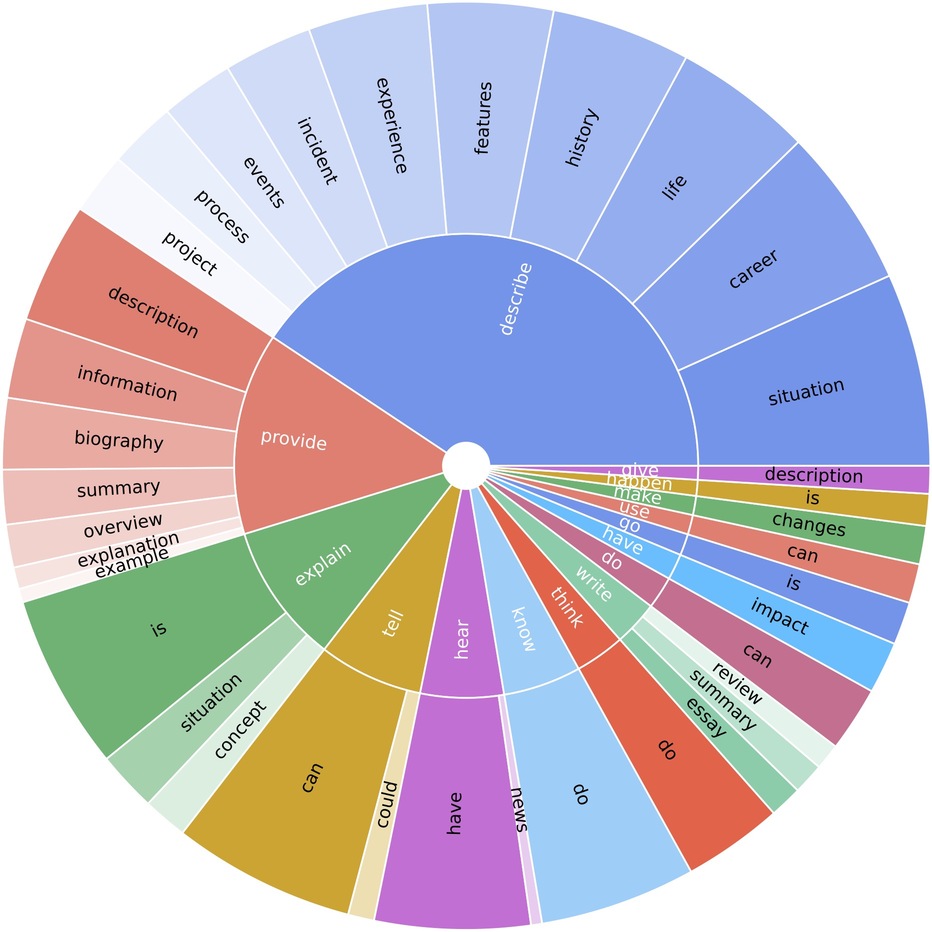 describe
situation
career
life
history
features
experience
incident
events
process
project
provide
description
information
biography
summary
overview
explanation
example
explain
is
situation
concept
tell
can
could
hear
have
news
know
do
think
do
write
essay
summary
review
do
can
have
impact
go
is
use
can
make
changes
happen
is
give
description